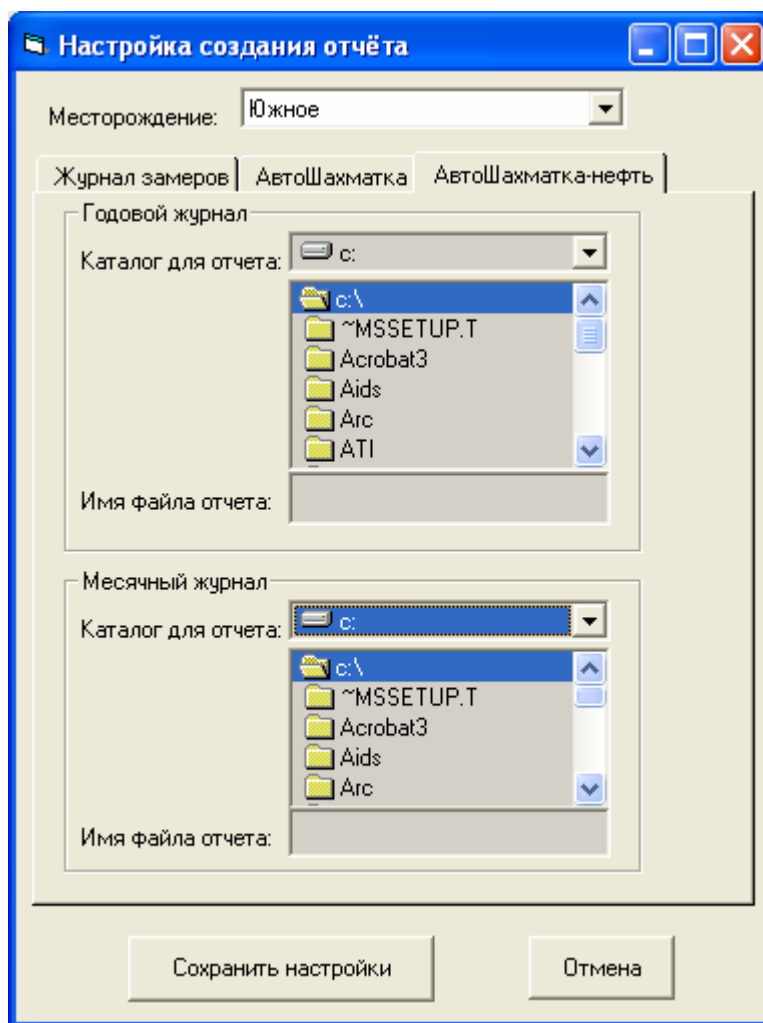 Настройка создания отчёта
Месторождение: Южное
Журнал замеров АвтоШахматка АвтоШахматка-нефть
Годовой журнал
Каталог для отчета: c:
c:\
~MSSETUP.T
Acrobat3
Aids
Arc
ATI
Имя файла отчета:
Месячный журнал
Каталог для отчета: c:
c:\
~MSSETUP.T
Acrobat3
Aids
Arc
Имя файла отчета:
Сохранить настройки Отмена